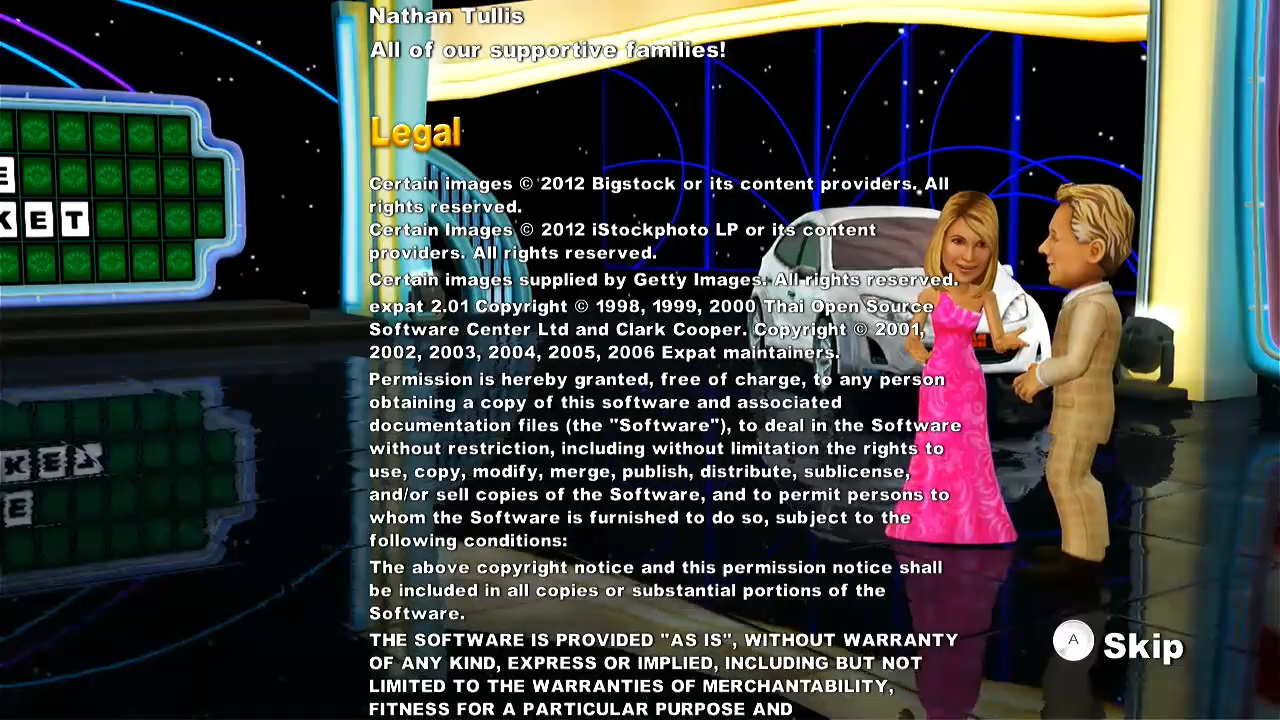 Nathan Tullis
All of our supportive families!
Legal
Certain images © 2012 Bigstock or its content providers. All
rights reserved.
Certain Images © 2012 iStockphoto LP or its content
providers. All rights reserved.
Certain images supplied by Getty Images. All rights reserved.
expat 2.01 Copyright © 1998, 1999, 2000 Thai Open Source
Software Center Ltd and Clark Cooper. Copyright © 2001,
2002, 2003, 2004, 2005, 2006 Expat maintainers.
Permission is hereby granted, free of charge, to any person
obtaining a copy of this software and associated
documentation files (the "Software"), to deal in the Software
without restriction, including without limitation the rights to
use, copy, modify, merge, publish, distribute, sublicense,
and/or sell copies of the Software, and to permit persons to
whom the Software is furnished to do so, subject to the
following conditions:
The above copyright notice and this permission notice shall
be included in all copies or substantial portions of the
Software.
THE SOFTWARE IS PROVIDED "AS IS", WITHOUT WARRANTY
OF ANY KIND, EXPRESS OR IMPLIED, INCLUDING BUT NOT
LIMITED TO THE WARRANTIES OF MERCHANTABILITY,
FITNESS FOR A PARTICULAR PURPOSE AND
E
KET
A Skip